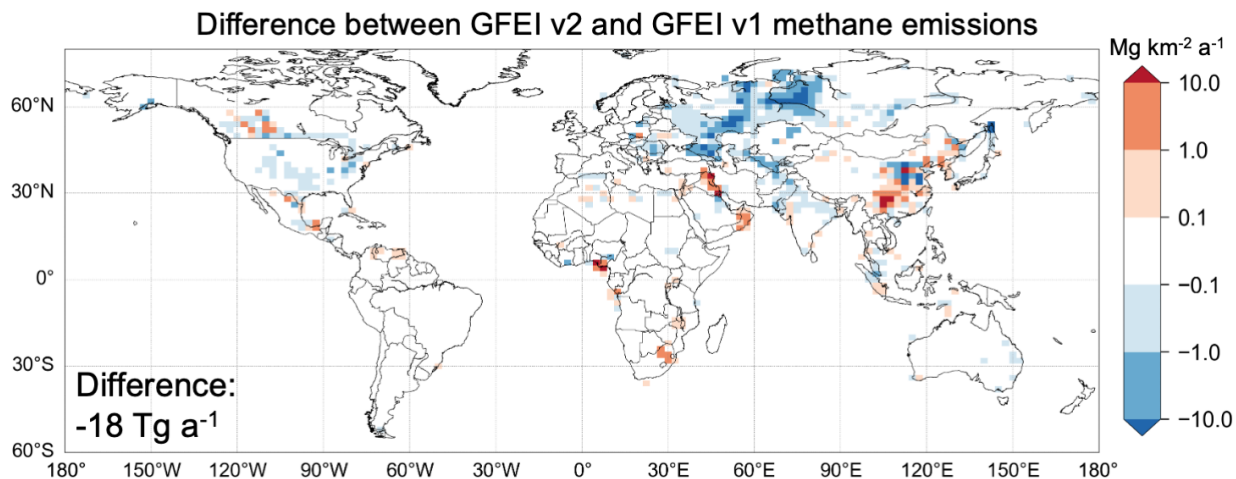 Difference between GFEI v2 and GFEI v1 methane emissions
Mg km⁻² a⁻¹
10.0
1.0
0.1
−0.1
−1.0
−10.0
60°N
30°N
0°
30°S
60°S
Difference:
-18 Tg a⁻¹
180° 150°W 120°W 90°W 60°W 30°W 0° 30°E 60°E 90°E 120°E 150°E 180°